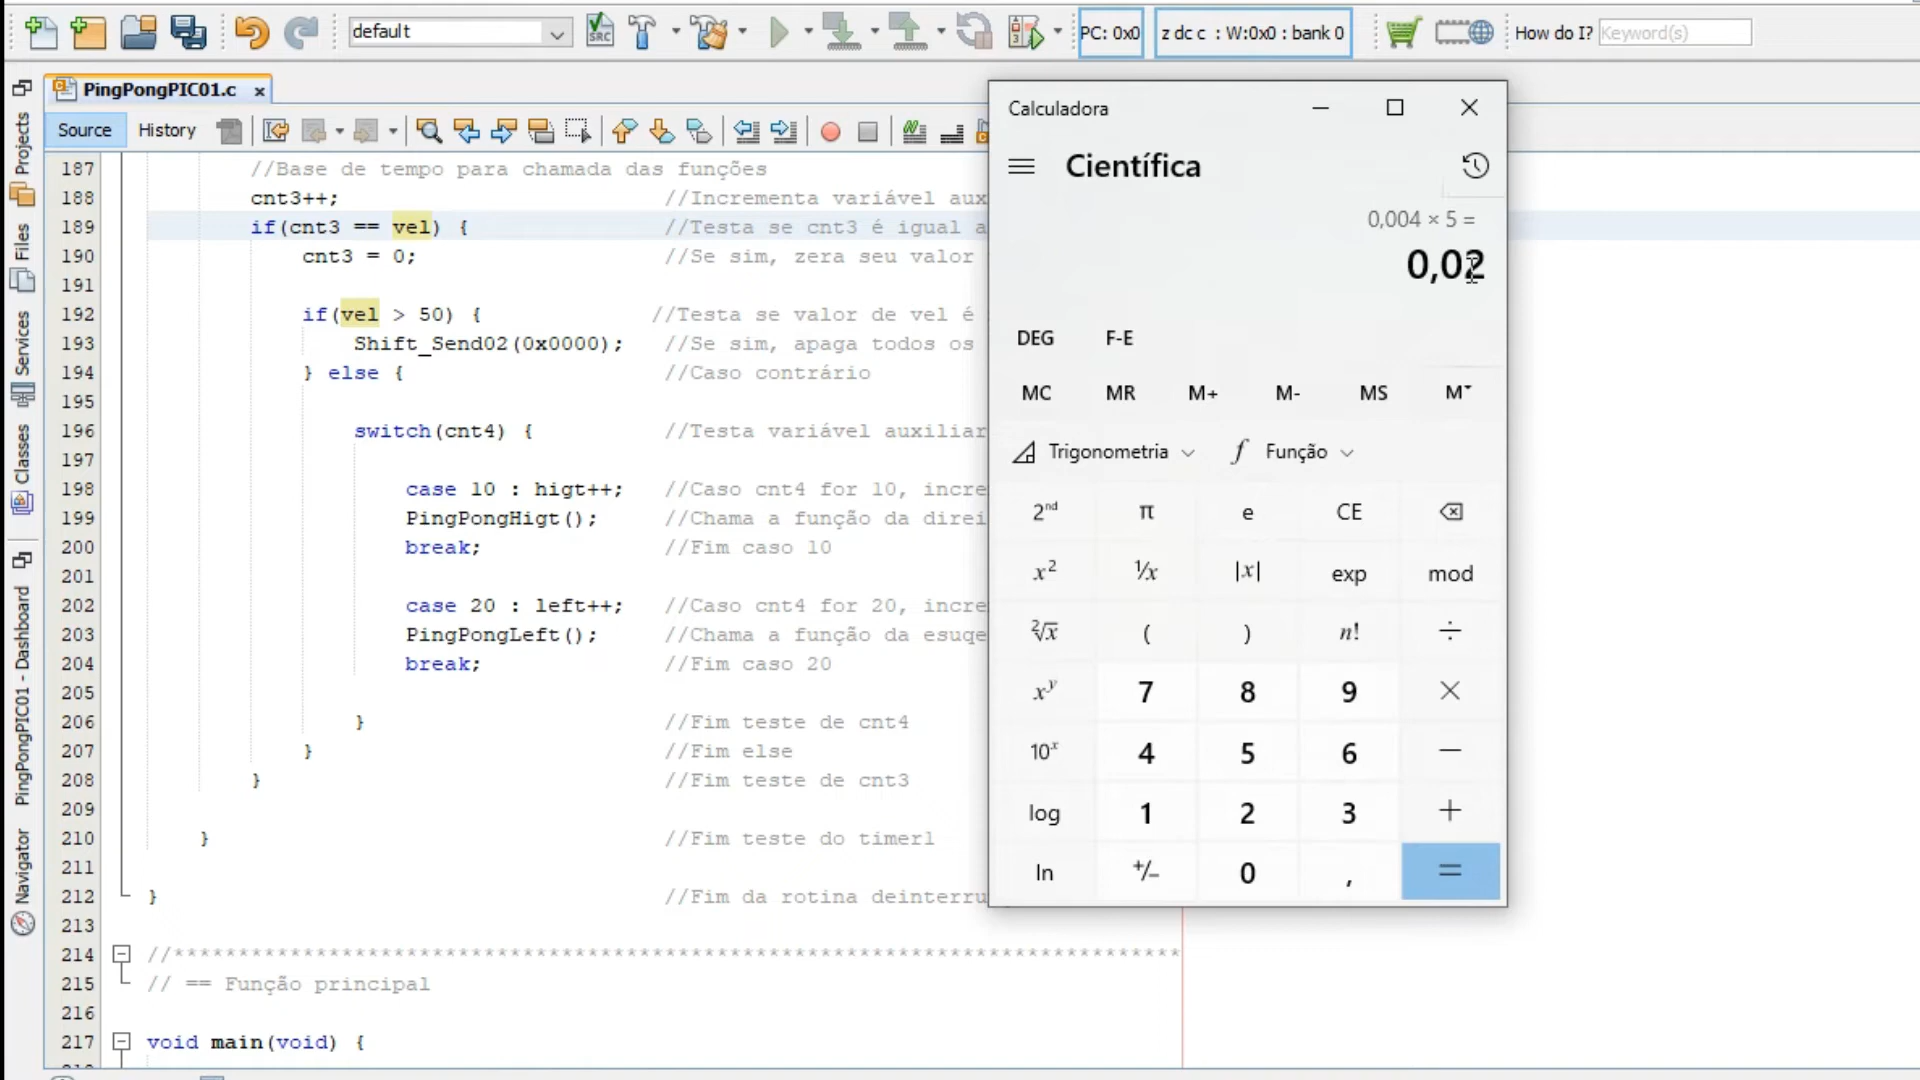 default
PC: 0x0
z dc c : W:0x0 : bank 0
How do I?
Keyword(s)
PingPongPIC01.c
Source
History
Projects
Files
Services
Classes
PingPongPIC01 - Dashboard
Navigator
187 //Base de tempo para chamada das funções
188 cnt3++; //Incrementa variável aux
189 if(cnt3 == vel) { //Testa se cnt3 é igual a
190 cnt3 = 0; //Se sim, zera seu valor
191
192 if(vel > 50) { //Testa se valor de vel é
193 Shift_Send02(0x0000); //Se sim, apaga todos os
194 } else { //Caso contrário
195
196 switch(cnt4) { //Testa variável auxiliar
197
198 case 10 : higt++; //Caso cnt4 for 10, incre
199 PingPongHigt(); //Chama a função da direi
200 break; //Fim caso 10
201
202 case 20 : left++; //Caso cnt4 for 20, incre
203 PingPongLeft(); //Chama a função da esuqe
204 break; //Fim caso 20
205
206 } //Fim teste de cnt4
207 } //Fim else
208 } //Fim teste de cnt3
209
210 } //Fim teste do timer1
211
212 } //Fim da rotina deinterru
213
214 //******************************************************************************
215 // == Função principal
216
217 void main(void) {
Calculadora
Científica
0,004 × 5 =
0,02
DEG F-E
MC MR M+ M- MS M˅
Trigonometria f Função
2nd π e CE
x² ¹/x |x| exp mod
²√x ( ) n! ÷
xʸ 7 8 9 ×
10ˣ 4 5 6 −
log 1 2 3 +
ln +/− 0 , =